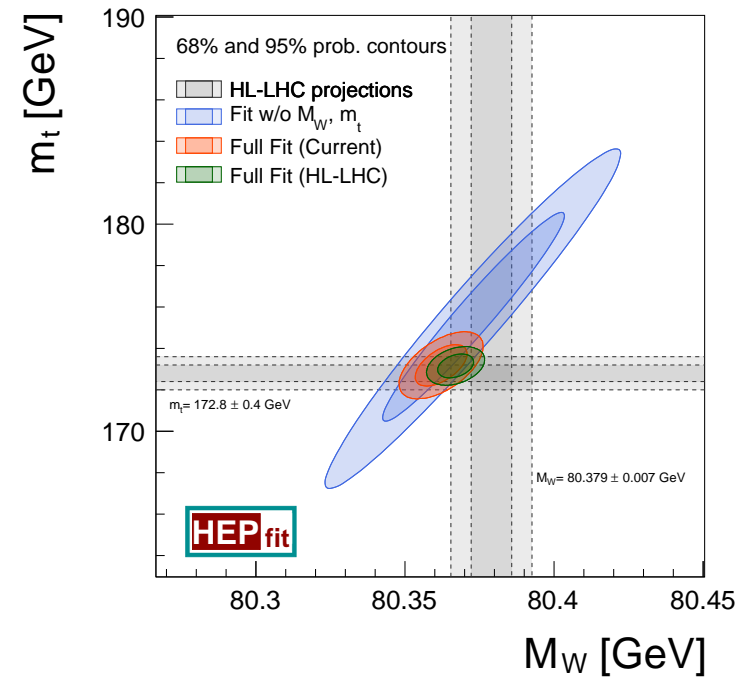 190
180
170
m_t [GeV]
68% and 95% prob. contours
HL-LHC projections
Fit w/o M_W, m_t
Full Fit (Current)
Full Fit (HL-LHC)
m_t= 172.8 ± 0.4 GeV
M_W= 80.379 ± 0.007 GeV
HEP fit
80.3 80.35 80.4 80.45
M_W [GeV]